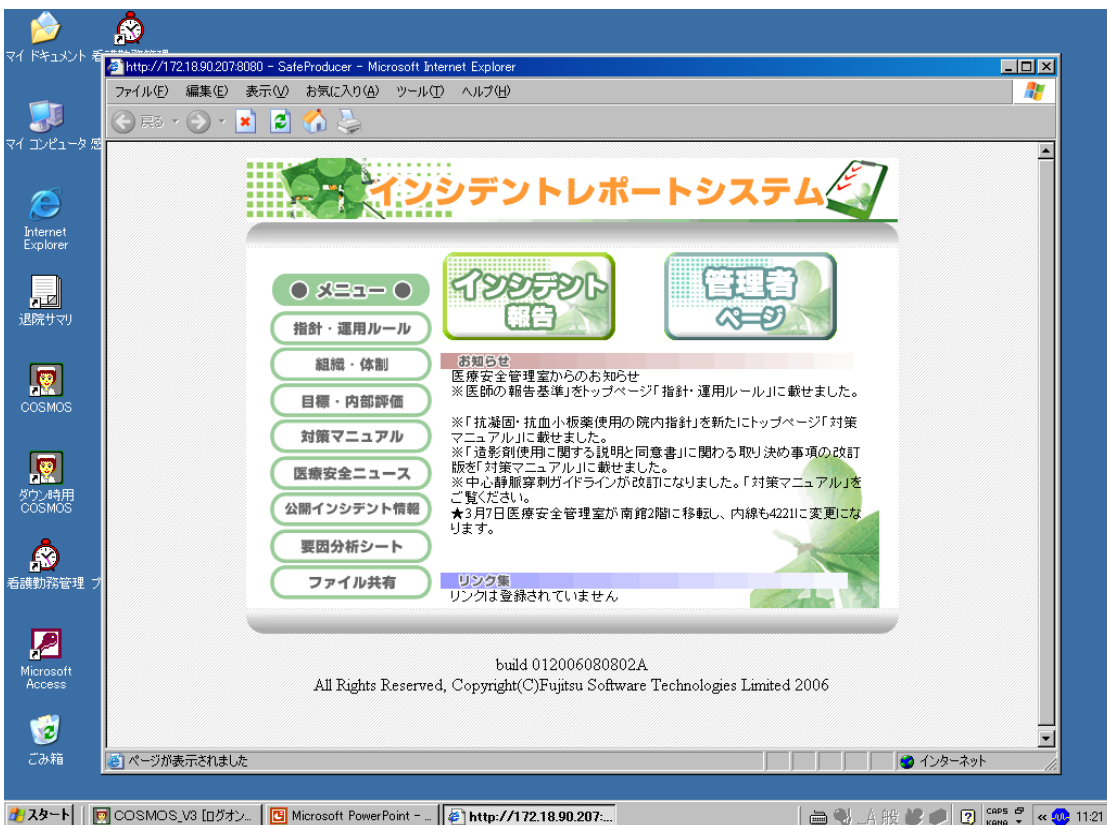 マイ ドキュメント
マイ コンピュータ
Internet
Explorer
退院サマリ
COSMOS
ダウン時用
COSMOS
看護勤務管理 プ
Microsoft
Access
ごみ箱
http://172.18.90.207:8080 - SafeProducer - Microsoft Internet Explorer
ファイル(F) 編集(E) 表示(V) お気に入り(A) ツール(T) ヘルプ(H)
戻る
インシデントレポートシステム
● メニュー ●
指針・運用ルール
組織・体制
目標・内部評価
対策マニュアル
医療安全ニュース
公開インシデント情報
要因分析シート
ファイル共有
インシデント
報告
管理者
ページ
お知らせ
医療安全管理室からのお知らせ
※医師の報告基準」をトップページ「指針・運用ルール」に載せました。
※「抗凝固・抗血小板薬使用の院内指針」を新たにトップページ「対策
マニュアル」に載せました。
※「造影剤使用に関する説明と同意書」に関わる取り決め事項の改訂
版を「対策マニュアル」に載せました。
※中心静脈穿刺ガイドラインが改訂になりました。「対策マニュアル」を
ご覧ください。
★3月7日医療安全管理室が南館2階に移転し、内線も4221に変更にな
ります。
リンク集
リンクは登録されていません
build 012006080802A
All Rights Reserved, Copyright(C)Fujitsu Software Technologies Limited 2006
ページが表示されました
インターネット
スタート
COSMOS_V3 [ログオン...
Microsoft PowerPoint - ...
http://172.18.90.207:...
A 般
CAPS
KANA
11:21